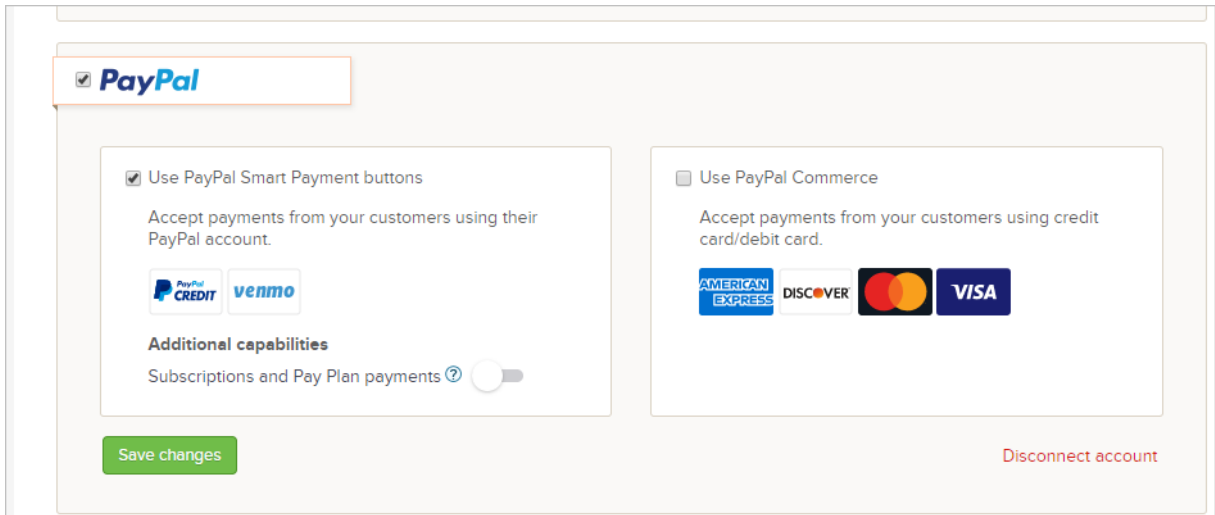 PayPal
Use PayPal Smart Payment buttons
Accept payments from your customers using their
PayPal account.
PayPal
CREDIT
venmo
Additional capabilities
Subscriptions and Pay Plan payments ?
Use PayPal Commerce
Accept payments from your customers using credit
card/debit card.
AMERICAN
EXPRESS
DISCOVER
VISA
Save changes
Disconnect account